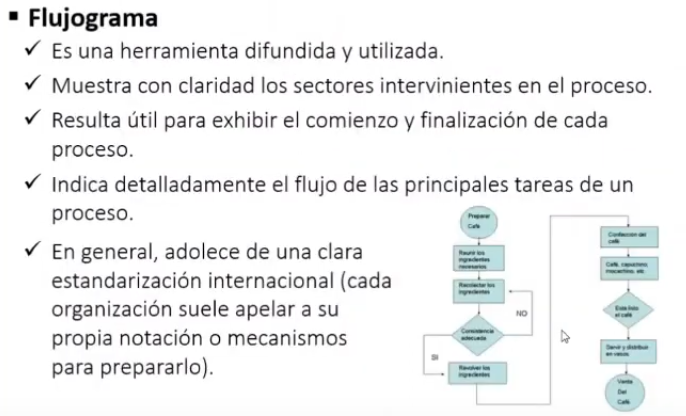 ▪ Flujograma
✓ Es una herramienta difundida y utilizada.
✓ Muestra con claridad los sectores intervinientes en el proceso.
✓ Resulta útil para exhibir el comienzo y finalización de cada
proceso.
✓ Indica detalladamente el flujo de las principales tareas de un
proceso.
✓ En general, adolece de una clara
estandarización internacional (cada
organización suele apelar a su
propia notación o mecanismos
para prepararlo).
Preparar
Café
Reunir los
ingredientes
necesarios
Recolectar los
ingredientes
Consistencia
adecuada
NO
SI
Revolver los
ingredientes
Confección del
café
Café, capuchino,
mocachino, etc
Esta listo
el café
Servir y distribuir
en vasos
Venta
Del
Café